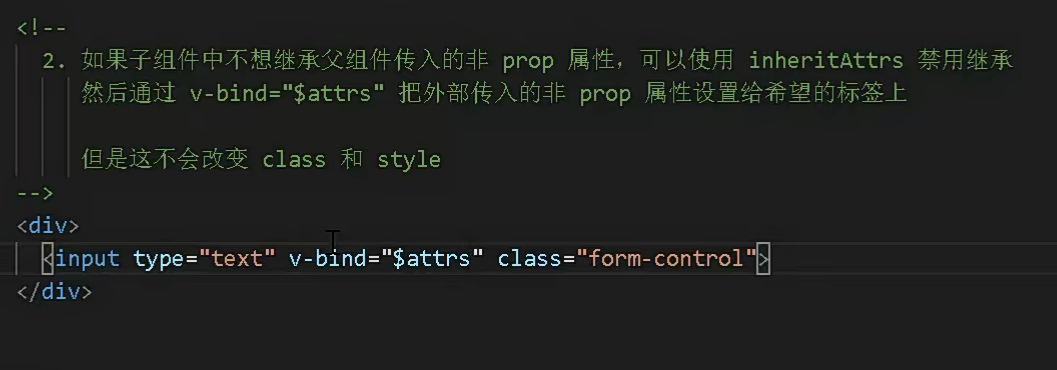 <!--
2. 如果子组件中不想继承父组件传入的非 prop 属性，可以使用 inheritAttrs 禁用继承
然后通过 v-bind="$attrs" 把外部传入的非 prop 属性设置给希望的标签上
但是这不会改变 class 和 style
-->
<div>
<input type="text" v-bind="$attrs" class="form-control">
</div>